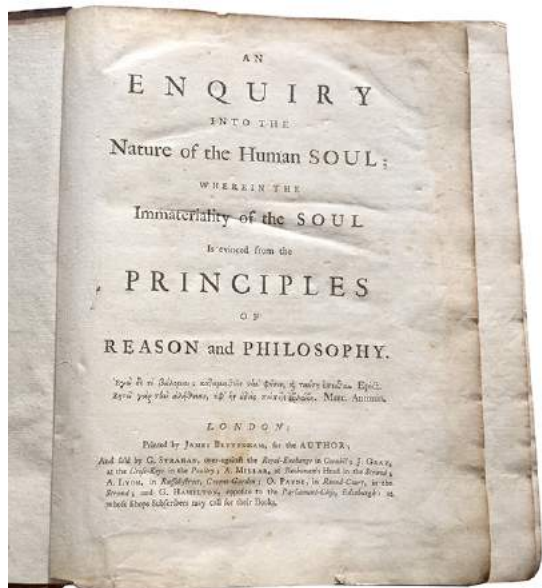 AN
ENQUIRY
INTO THE
Nature of the Human SOUL;
WHEREIN THE
Immateriality of the SOUL
Is evinced from the
PRINCIPLES
OF
REASON and PHILOSOPHY.
Epict.
Marc. Antonin.
LONDON:
Printed by JAMES BETTENHAM, for the AUTHOR;
And sold by G. STRAHAN, over-against the Royal-Exchange in Cornhill; J. GRAY,
at the Cross-Keys in the Poultry; A. MILLAR, at Buchanan's Head in the Strand;
A. LYON, in Russel-street, Covent-Garden; O. PAYNE, in Round-Court, in the
Strand; and G. HAMILTON, opposite to the Parliament-Close, Edinburgh: at
whose Shops Subscribers may call for their Books.